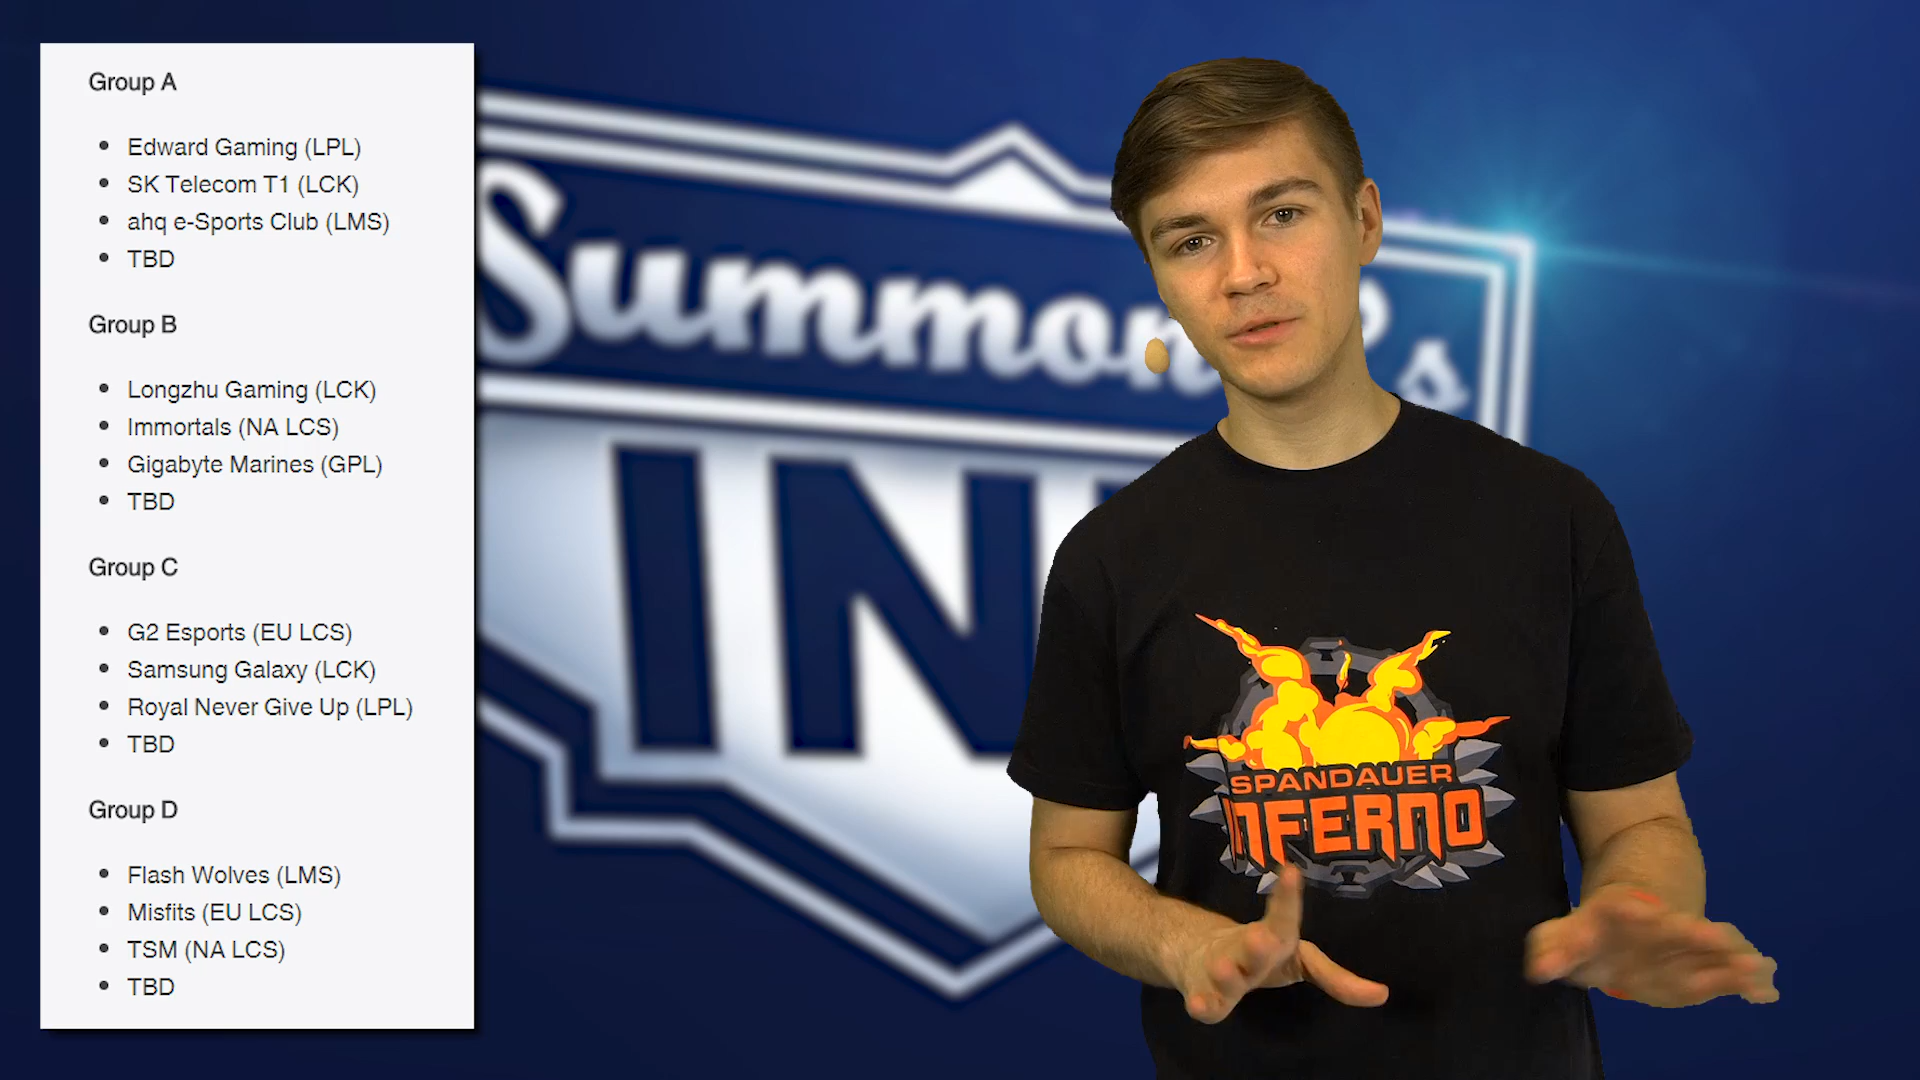 Group A
Edward Gaming (LPL)
SK Telecom T1 (LCK)
ahq e-Sports Club (LMS)
TBD
Group B
Longzhu Gaming (LCK)
Immortals (NA LCS)
Gigabyte Marines (GPL)
TBD
Group C
G2 Esports (EU LCS)
Samsung Galaxy (LCK)
Royal Never Give Up (LPL)
TBD
Group D
Flash Wolves (LMS)
Misfits (EU LCS)
TSM (NA LCS)
TBD
Summon 's
IN
SPANDAUER
INFERNO